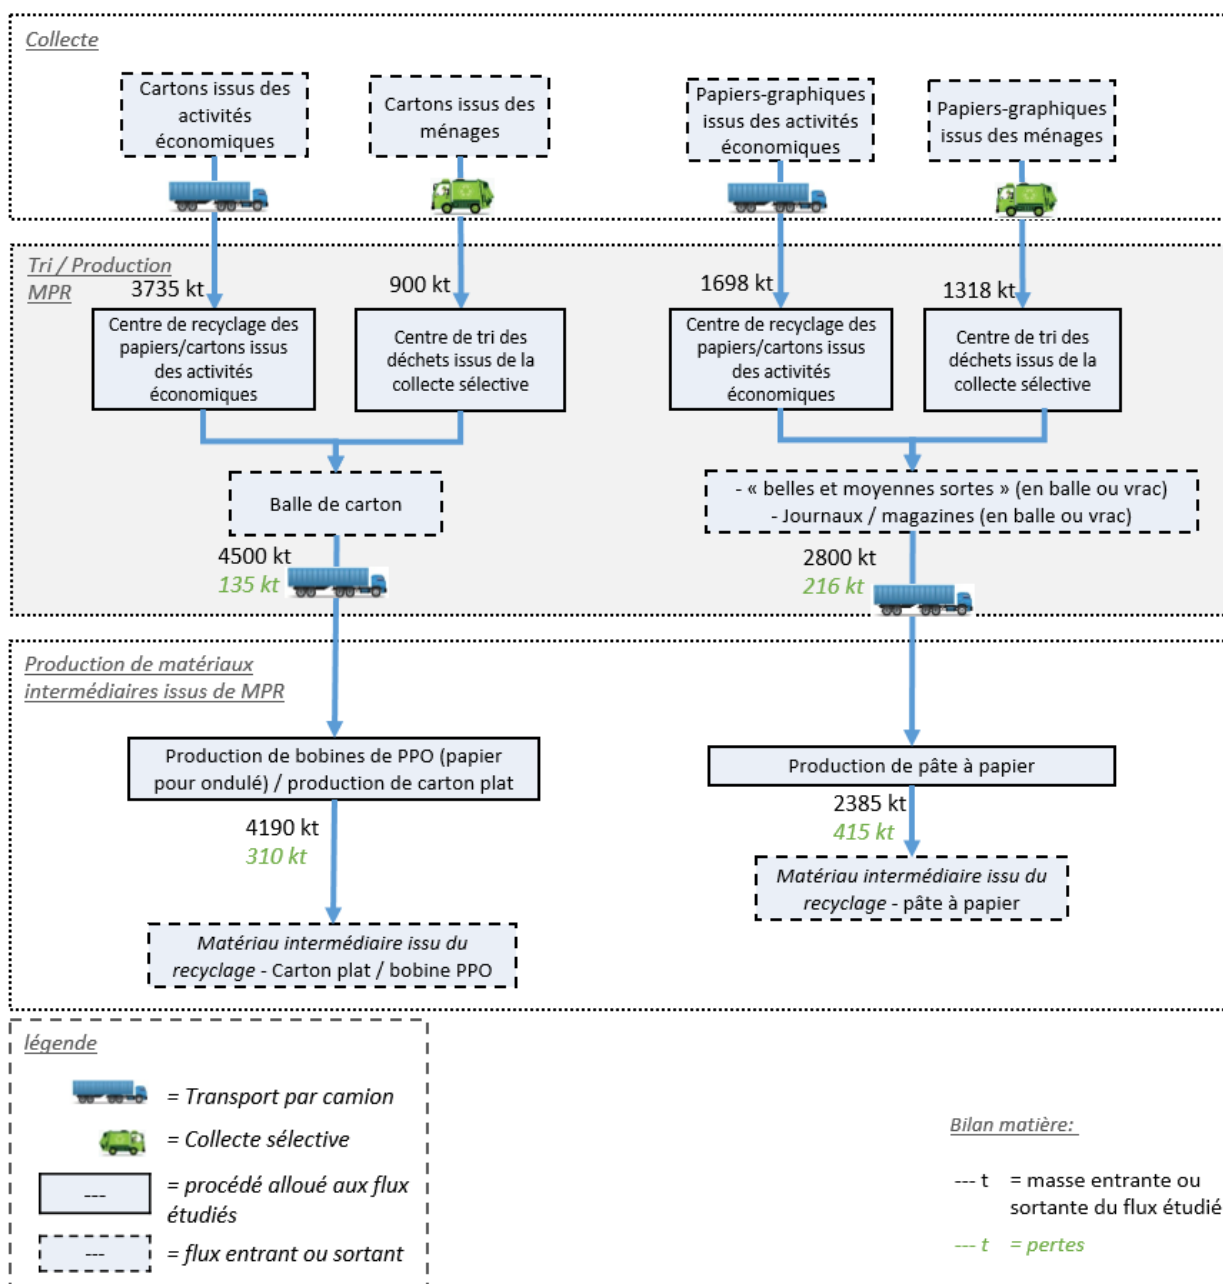 Collecte
Cartons issus des
activités
économiques
Cartons issus des
ménages
Papiers-graphiques
issus des activités
économiques
Papiers-graphiques
issus des ménages
Tri / Production
MPR
3735 kt
900 kt
1698 kt
1318 kt
Centre de recyclage des
papiers/cartons issus
des activités
économiques
Centre de tri des
déchets issus de la
collecte sélective
Centre de recyclage des
papiers/cartons issus
des activités
économiques
Centre de tri des
déchets issus de la
collecte sélective
Balle de carton
- « belles et moyennes sortes » (en balle ou vrac)
- Journaux / magazines (en balle ou vrac)
4500 kt
135 kt
2800 kt
216 kt
Production de matériaux
intermédiaires issus de MPR
Production de bobines de PPO (papier
pour ondulé) / production de carton plat
Production de pâte à papier
4190 kt
310 kt
2385 kt
415 kt
Matériau intermédiaire issu du
recyclage - pâte à papier
Matériau intermédiaire issu du
recyclage - Carton plat / bobine PPO
légende
= Transport par camion
= Collecte sélective
--- = procédé alloué aux flux
étudiés
--- = flux entrant ou sortant
Bilan matière:
--- t = masse entrante ou
sortante du flux étudié
--- t = pertes